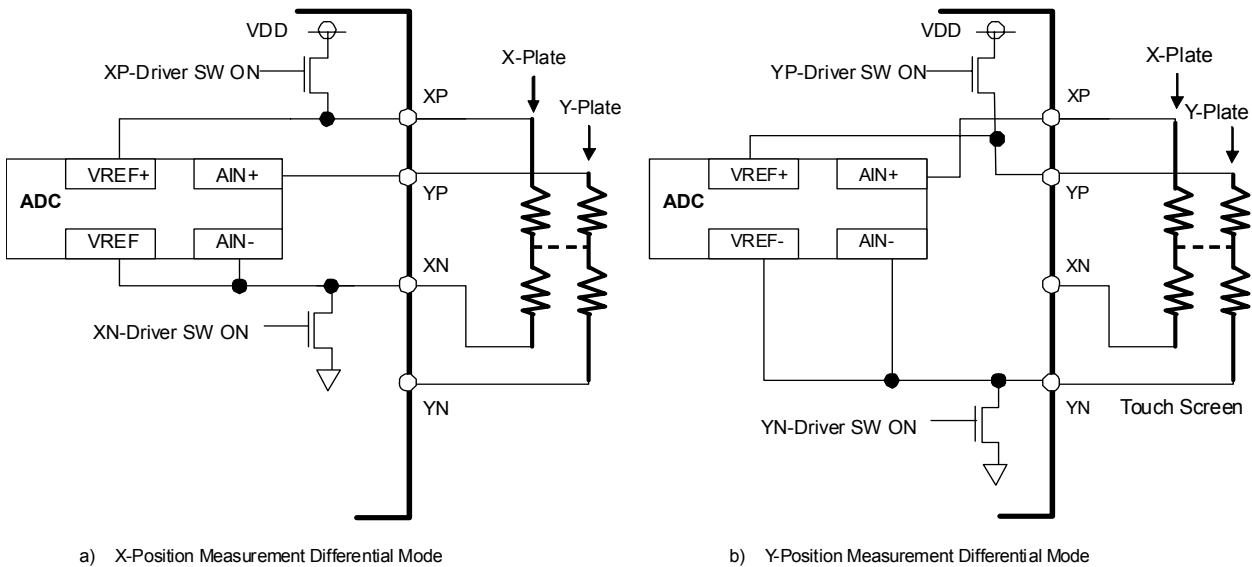 VDD
XP-Driver SW ON
X-Plate
XP
Y-Plate
VREF+
AIN+
YP
ADC
VREF
AIN-
XN
XN-Driver SW ON
YN
a) X-Position Measurement Differential Mode
VDD
YP-Driver SW ON
X-Plate
XP
Y-Plate
VREF+
AIN+
YP
ADC
VREF-
AIN-
XN
YN
Touch Screen
YN-Driver SW ON
b) Y-Position Measurement Differential Mode